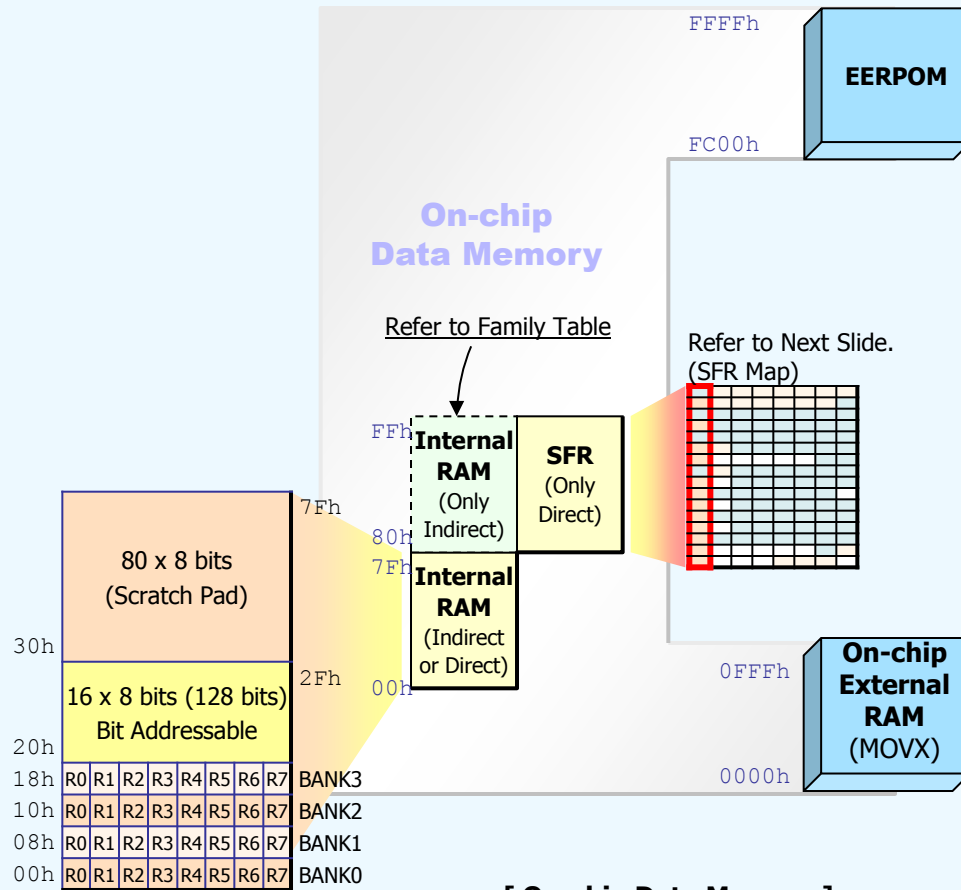 FFFFh
EERPOM
FC00h
On-chip
Data Memory
Refer to Family Table
Refer to Next Slide.
(SFR Map)
FFh
Internal
RAM
(Only
Indirect)
80h
SFR
(Only
Direct)
7Fh
Internal
RAM
(Indirect
or Direct)
00h
7Fh
80 x 8 bits
(Scratch Pad)
30h
2Fh
16 x 8 bits (128 bits)
Bit Addressable
20h
18h R0 R1 R2 R3 R4 R5 R6 R7 BANK3
10h R0 R1 R2 R3 R4 R5 R6 R7 BANK2
08h R0 R1 R2 R3 R4 R5 R6 R7 BANK1
00h R0 R1 R2 R3 R4 R5 R6 R7 BANK0
0FFFh
On-chip
External
RAM
(MOVX)
0000h